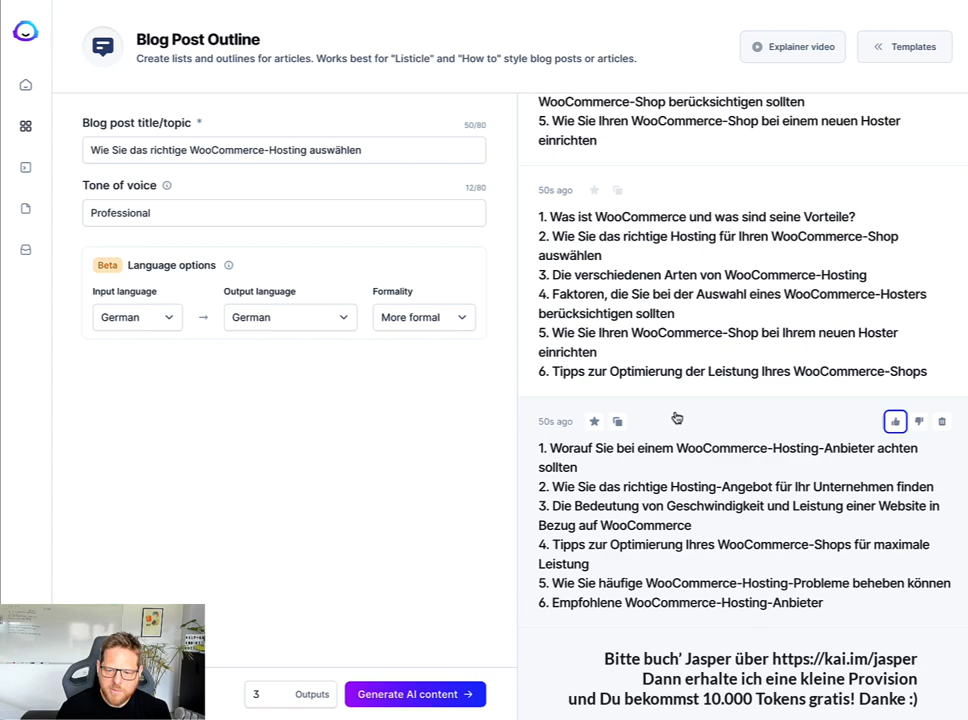 Blog Post Outline
Create lists and outlines for articles. Works best for "Listicle" and "How to" style blog posts or articles.
Explainer video
Templates
Blog post title/topic *
50/80
Wie Sie das richtige WooCommerce-Hosting auswählen
Tone of voice
12/80
Professional
Beta Language options
Input language
Output language
Formality
German
German
More formal
3 Outputs
Generate AI content
WooCommerce-Shop berücksichtigen sollten
5. Wie Sie Ihren WooCommerce-Shop bei einem neuen Hoster
einrichten
50s ago
1. Was ist WooCommerce und was sind seine Vorteile?
2. Wie Sie das richtige Hosting für Ihren WooCommerce-Shop
auswählen
3. Die verschiedenen Arten von WooCommerce-Hosting
4. Faktoren, die Sie bei der Auswahl eines WooCommerce-Hosters
berücksichtigen sollten
5. Wie Sie Ihren WooCommerce-Shop bei Ihrem neuen Hoster
einrichten
6. Tipps zur Optimierung der Leistung Ihres WooCommerce-Shops
50s ago
1. Worauf Sie bei einem WooCommerce-Hosting-Anbieter achten
sollten
2. Wie Sie das richtige Hosting-Angebot für Ihr Unternehmen finden
3. Die Bedeutung von Geschwindigkeit und Leistung einer Website in
Bezug auf WooCommerce
4. Tipps zur Optimierung Ihres WooCommerce-Shops für maximale
Leistung
5. Wie Sie häufige WooCommerce-Hosting-Probleme beheben können
6. Empfohlene WooCommerce-Hosting-Anbieter
Bitte buch' Jasper über https://kai.im/jasper
Dann erhalte ich eine kleine Provision
und Du bekommst 10.000 Tokens gratis! Danke :)